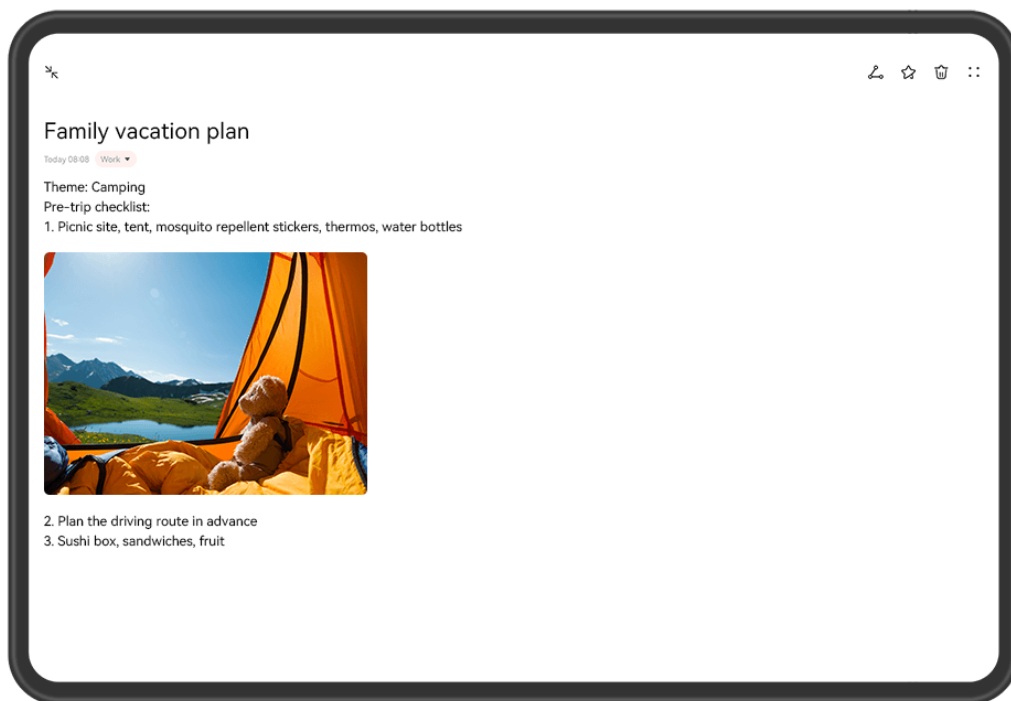 Family vacation plan
Today 08:08 Work
Theme: Camping
Pre-trip checklist:
1. Picnic site, tent, mosquito repellent stickers, thermos, water bottles
2. Plan the driving route in advance
3. Sushi box, sandwiches, fruit